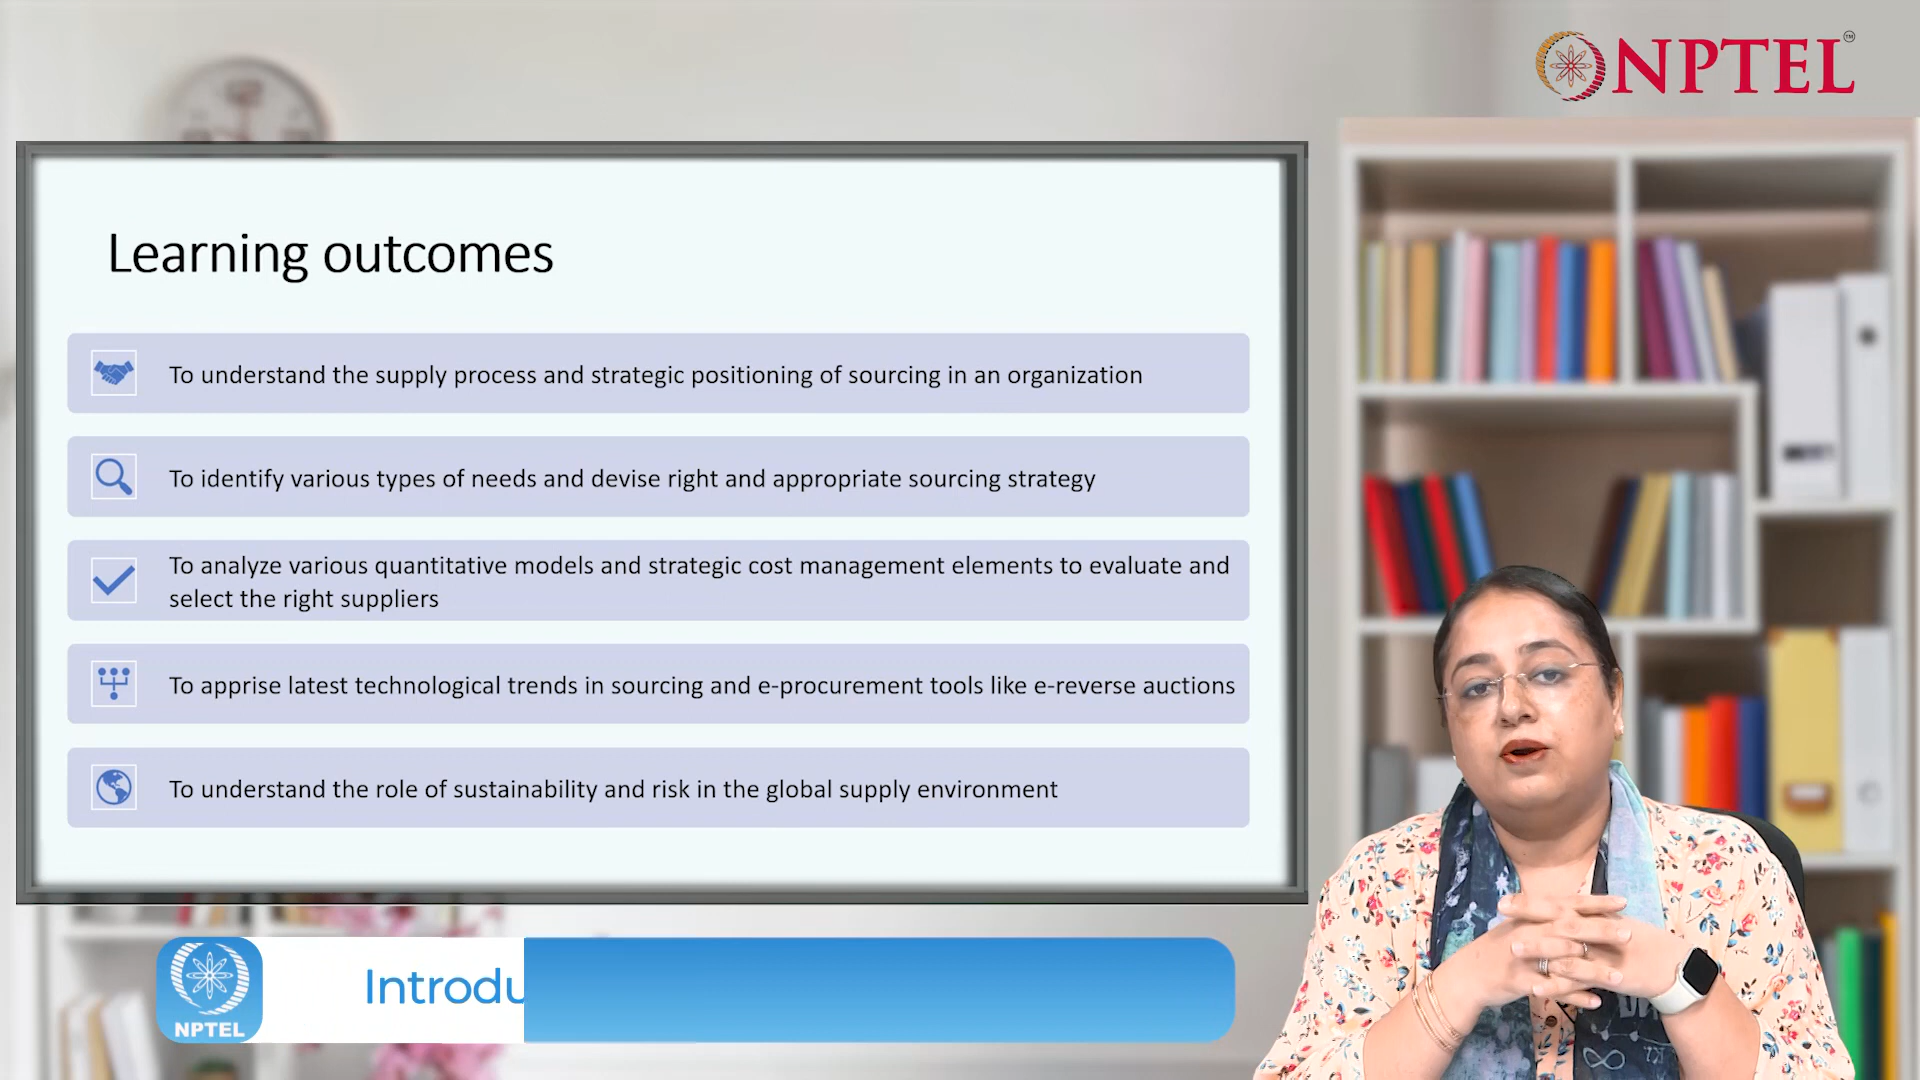 NPTEL™
Learning outcomes
To understand the supply process and strategic positioning of sourcing in an organization
To identify various types of needs and devise right and appropriate sourcing strategy
To analyze various quantitative models and strategic cost management elements to evaluate and
select the right suppliers
To apprise latest technological trends in sourcing and e-procurement tools like e-reverse auctions
To understand the role of sustainability and risk in the global supply environment
Introdu
NPTEL